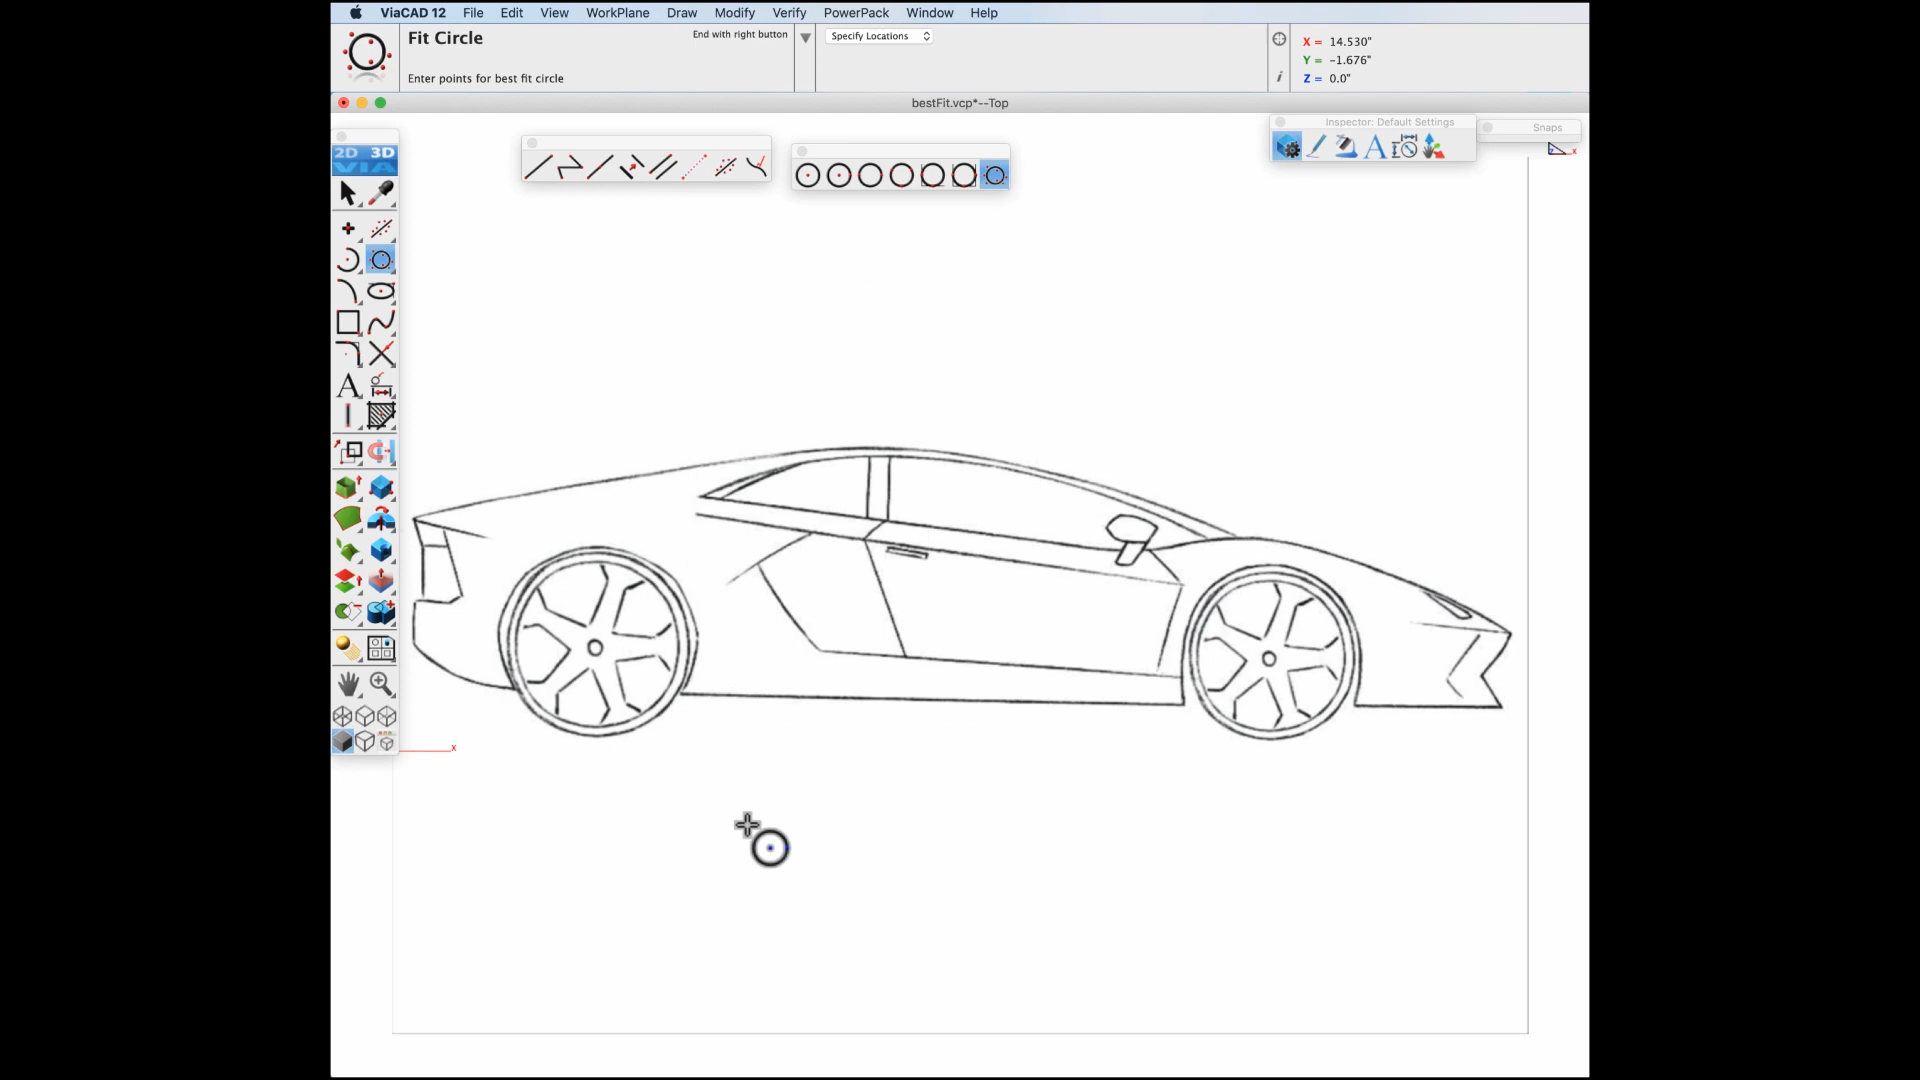 ViaCAD 12 File Edit View WorkPlane Draw Modify Verify PowerPack Window Help
Fit Circle
End with right button
Specify Locations
Enter points for best fit circle
X = 14.530"
Y = -1.676"
Z = 0.0"
bestFit.vcp*--Top
Inspector: Default Settings
Snaps
2D 3D
VIA
A
A
x
x